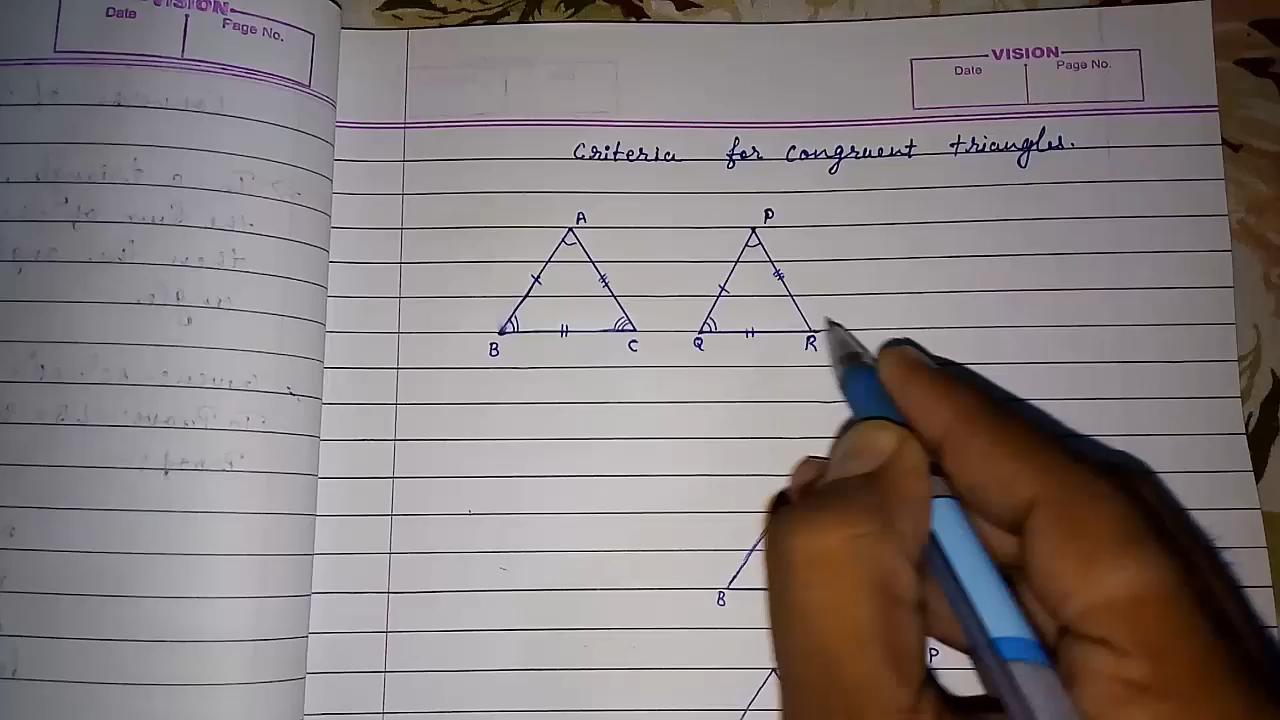 VISION
Date
Page No.
VISION
Date
Page No.
Criteria for congruent triangles.
A
P
B
C
Q
R
B
P